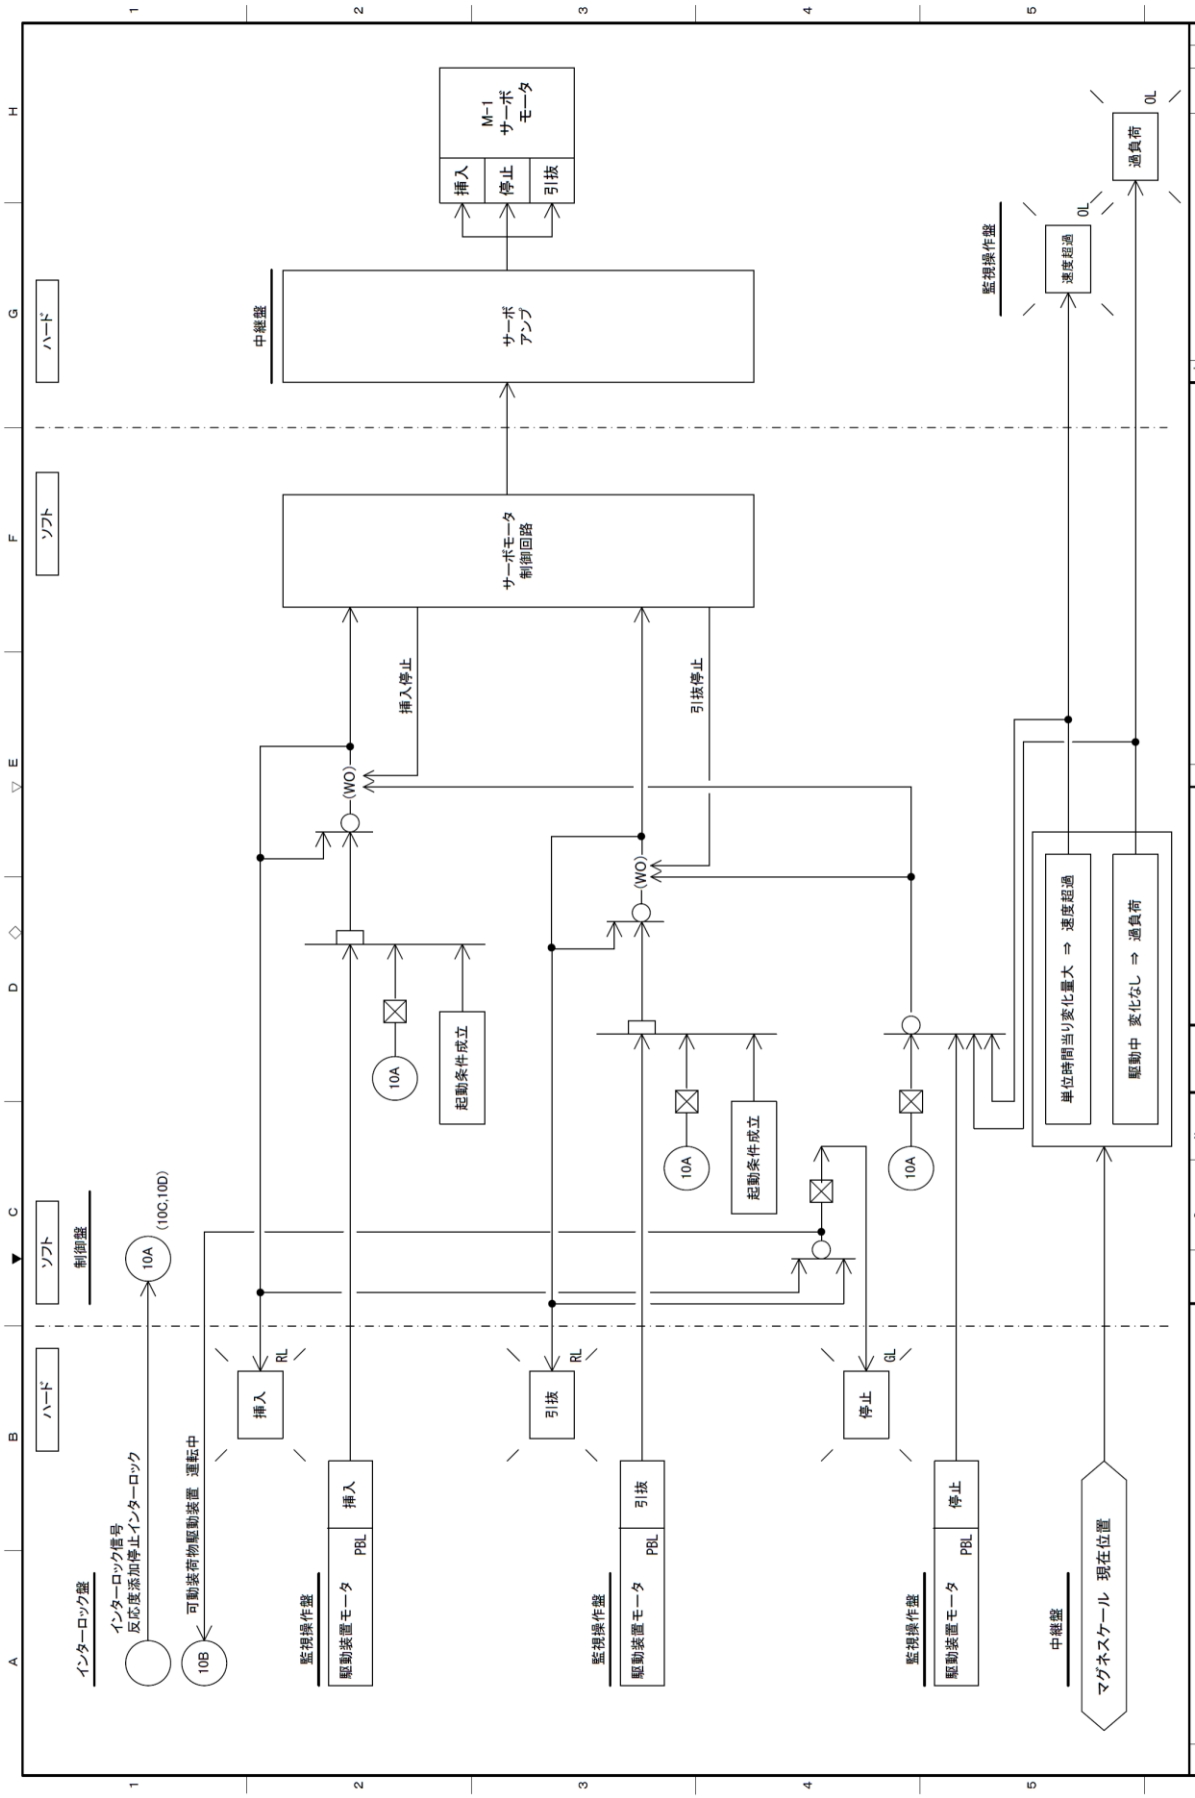 A
B
C
D
E
F
G
H
1
2
3
4
5
1
2
3
4
5
ハード
ソフト
ソフト
ハード
インターロック盤
制御盤
インターロック信号
反応度添加停止インターロック
10A
(10C,10D)
10B
可動装荷物駆動装置 運転中
挿入
RL
監視操作盤
駆動装置モータ
PBL
挿入
10A
起動条件成立
(WO)
挿入停止
引抜
RL
監視操作盤
駆動装置モータ
PBL
引抜
10A
起動条件成立
(WO)
引抜停止
停止
GL
監視操作盤
駆動装置モータ
PBL
停止
10A
サーボモータ
制御回路
中継盤
サーボ
アンプ
挿入
停止
引抜
M-1
サーボ
モータ
中継盤
マグネスケール 現在位置
単位時間当り変化量大 ⇒ 速度超過
駆動中 変化なし ⇒ 過負荷
監視操作盤
速度超過
OL
過負荷
OL